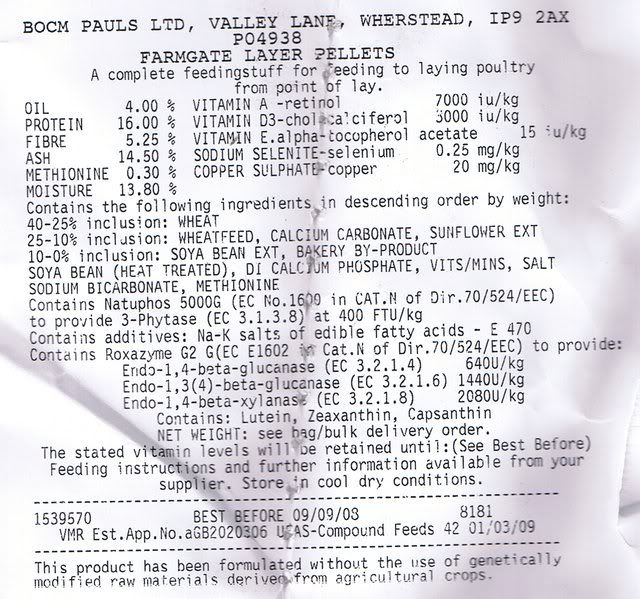 BOCM PAULS LTD, VALLEY LANE, WHERSTEAD, IP9 2AX
P04938
FARMGATE LAYER PELLETS
A complete feedingstuff for feeding to laying poultry
from point of lay.
OIL 4.00 % VITAMIN A -retinol 7000 iu/kg
PROTEIN 16.00 % VITAMIN D3-cholecalciferol 3000 iu/kg
FIBRE 5.25 % VITAMIN E.alpha-tocopherol acetate 15 iu/kg
ASH 14.50 % SODIUM SELENITE-selenium 0.25 mg/kg
METHIONINE 0.30 % COPPER SULPHATE-copper 20 mg/kg
MOISTURE 13.80 %
Contains the following ingredients in descending order by weight:
40-25% inclusion: WHEAT
25-10% inclusion: WHEATFEED, CALCIUM CARBONATE, SUNFLOWER EXT
10-0% inclusion: SOYA BEAN EXT, BAKERY BY-PRODUCT
SOYA BEAN (HEAT TREATED), DI CALCIUM PHOSPHATE, VITS/MINS, SALT
SODIUM BICARBONATE, METHIONINE
Contains Natuphos 5000G (EC No.1600 in CAT.N of Dir.70/524/EEC)
to provide 3-Phytase (EC 3.1.3.8) at 400 FTU/kg
Contains additives: Na-K salts of edible fatty acids - E 470
Contains Roxazyme G2 G(EC E1602 in Cat.N of Dir.70/524/EEC) to provide:
Endo-1,4-beta-glucanase (EC 3.2.1.4) 640U/kg
Endo-1,3(4)-beta-glucanase (EC 3.2.1.6) 1440U/kg
Endo-1,4-beta-xylanase (EC 3.2.1.8) 2080U/kg
Contains: Lutein, Zeaxanthin, Capsanthin
NET WEIGHT: see bag/bulk delivery order.
The stated vitamin levels will be retained until:(See Best Before)
Feeding instructions and further information available from your
supplier. Store in cool dry conditions.
1539570 BEST BEFORE 09/09/08 8181
VMR Est.App.No.aGB2020306 UFAS-Compound Feeds 42 01/03/09
This product has been formulated without the use of genetically
modified raw materials derived from agricultural crops.